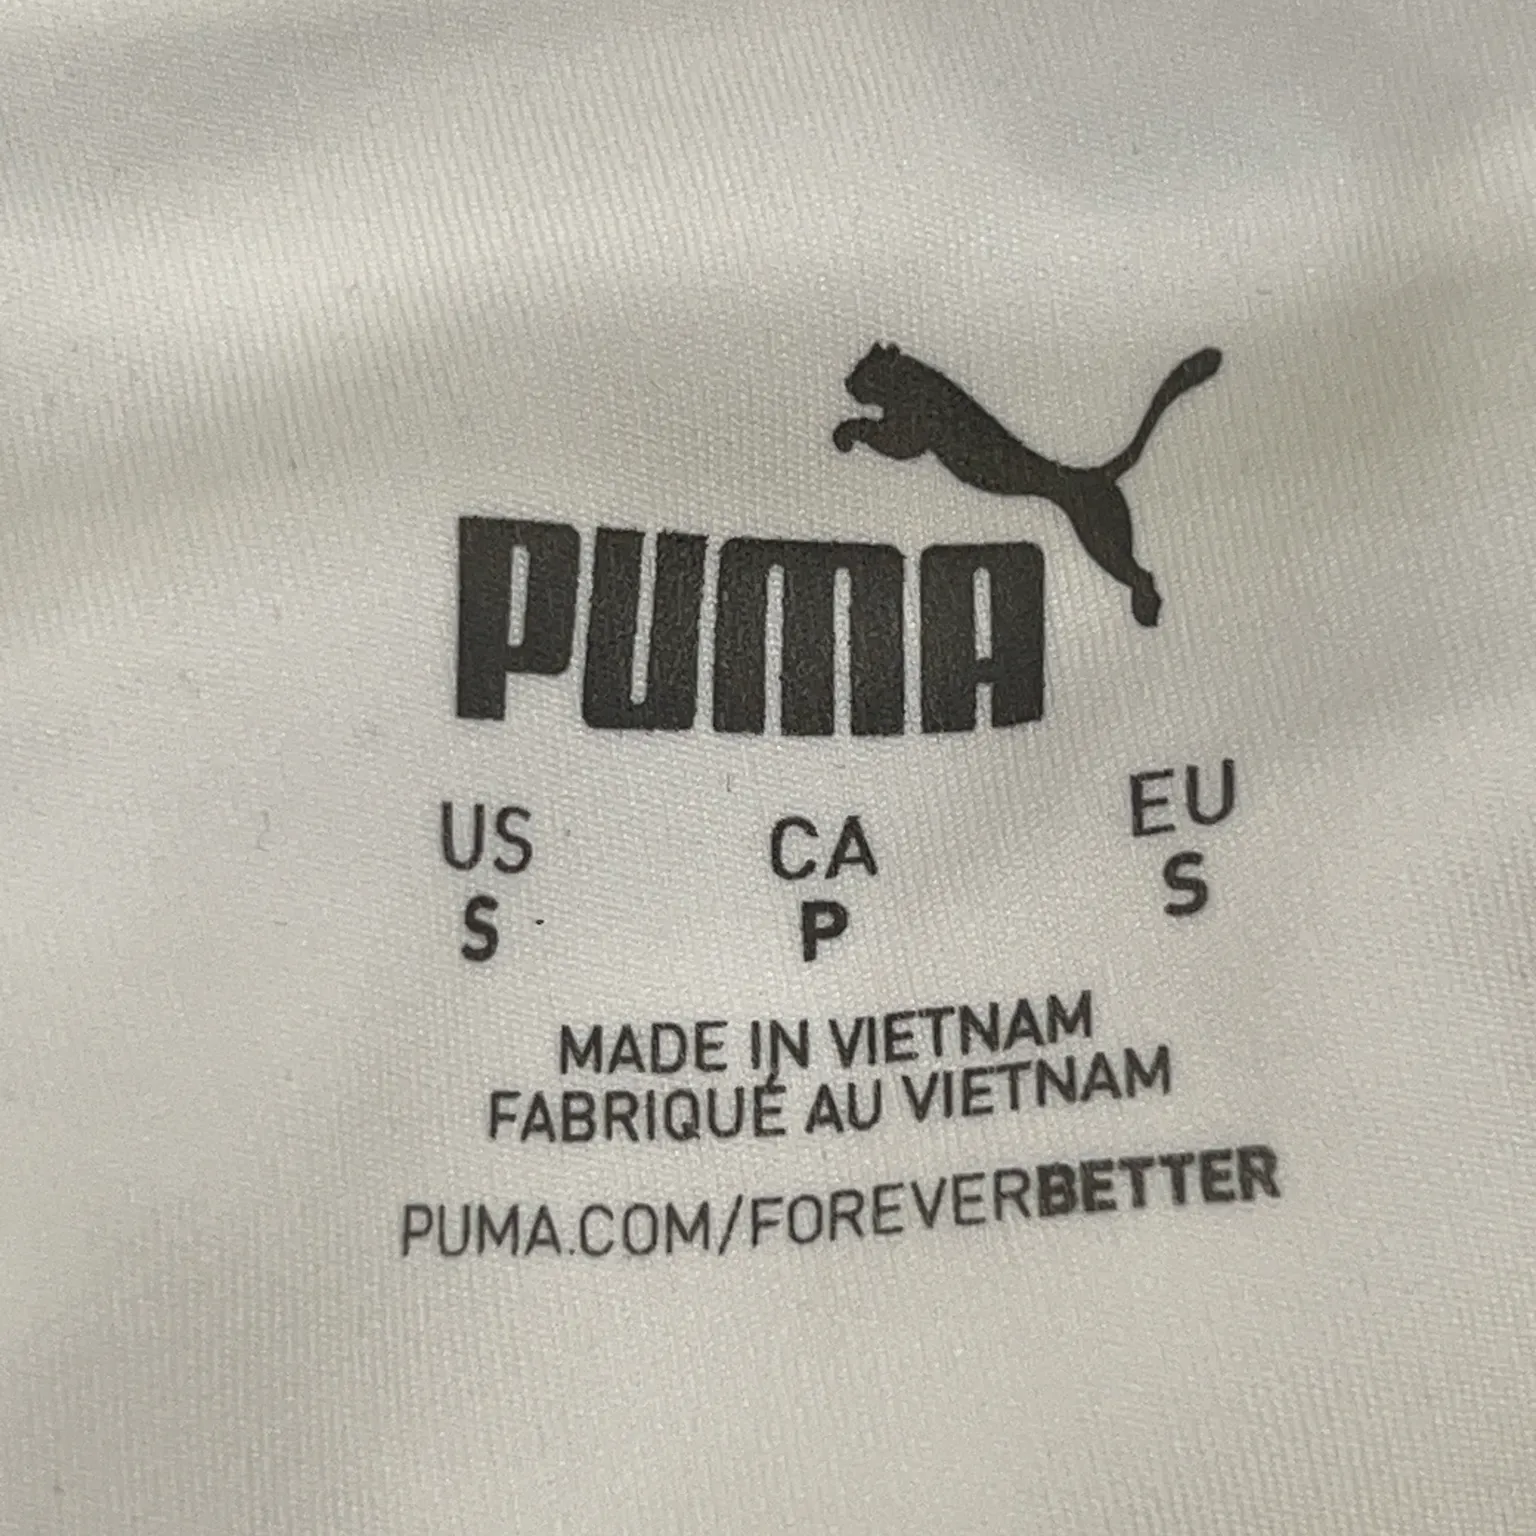 PUMA
US CA EU
S P S
MADE IN VIETNAM
FABRIQUÉ AU VIETNAM
PUMA.COM/FOREVERBETTER